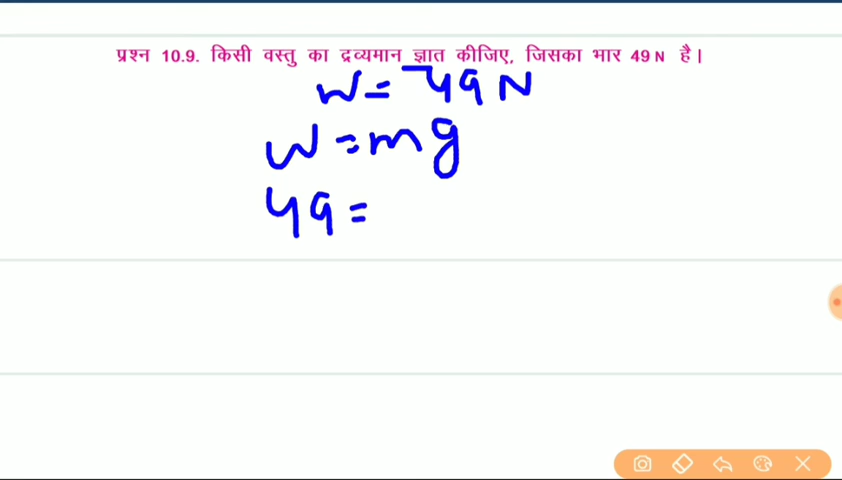 प्रश्न 10.9. किसी वस्तु का द्रव्यमान ज्ञात कीजिए, जिसका भार 49 N है।
W = 49 N
W = mg
49 =